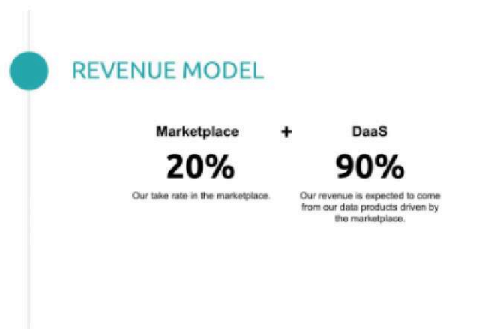 REVENUE MODEL
Marketplace + DaaS
20% 90%
Our take rate in the marketplace.
Our revenue is expected to come
from our data products driven by
the marketplace.